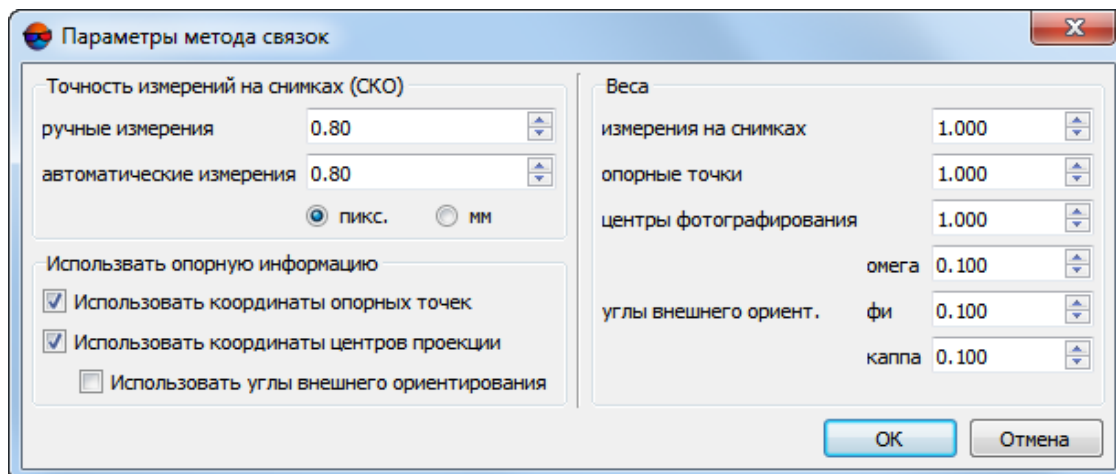 Параметры метода связок
Точность измерений на снимках (СКО)
ручные измерения 0.80
автоматические измерения 0.80
пикс. мм
Использвать опорную информацию
Использовать координаты опорных точек
Использовать координаты центров проекции
Использовать углы внешнего ориентирования
Веса
измерения на снимках 1.000
опорные точки 1.000
центры фотографирования 1.000
омега 0.100
углы внешнего ориент. фи 0.100
каппа 0.100
OK Отмена